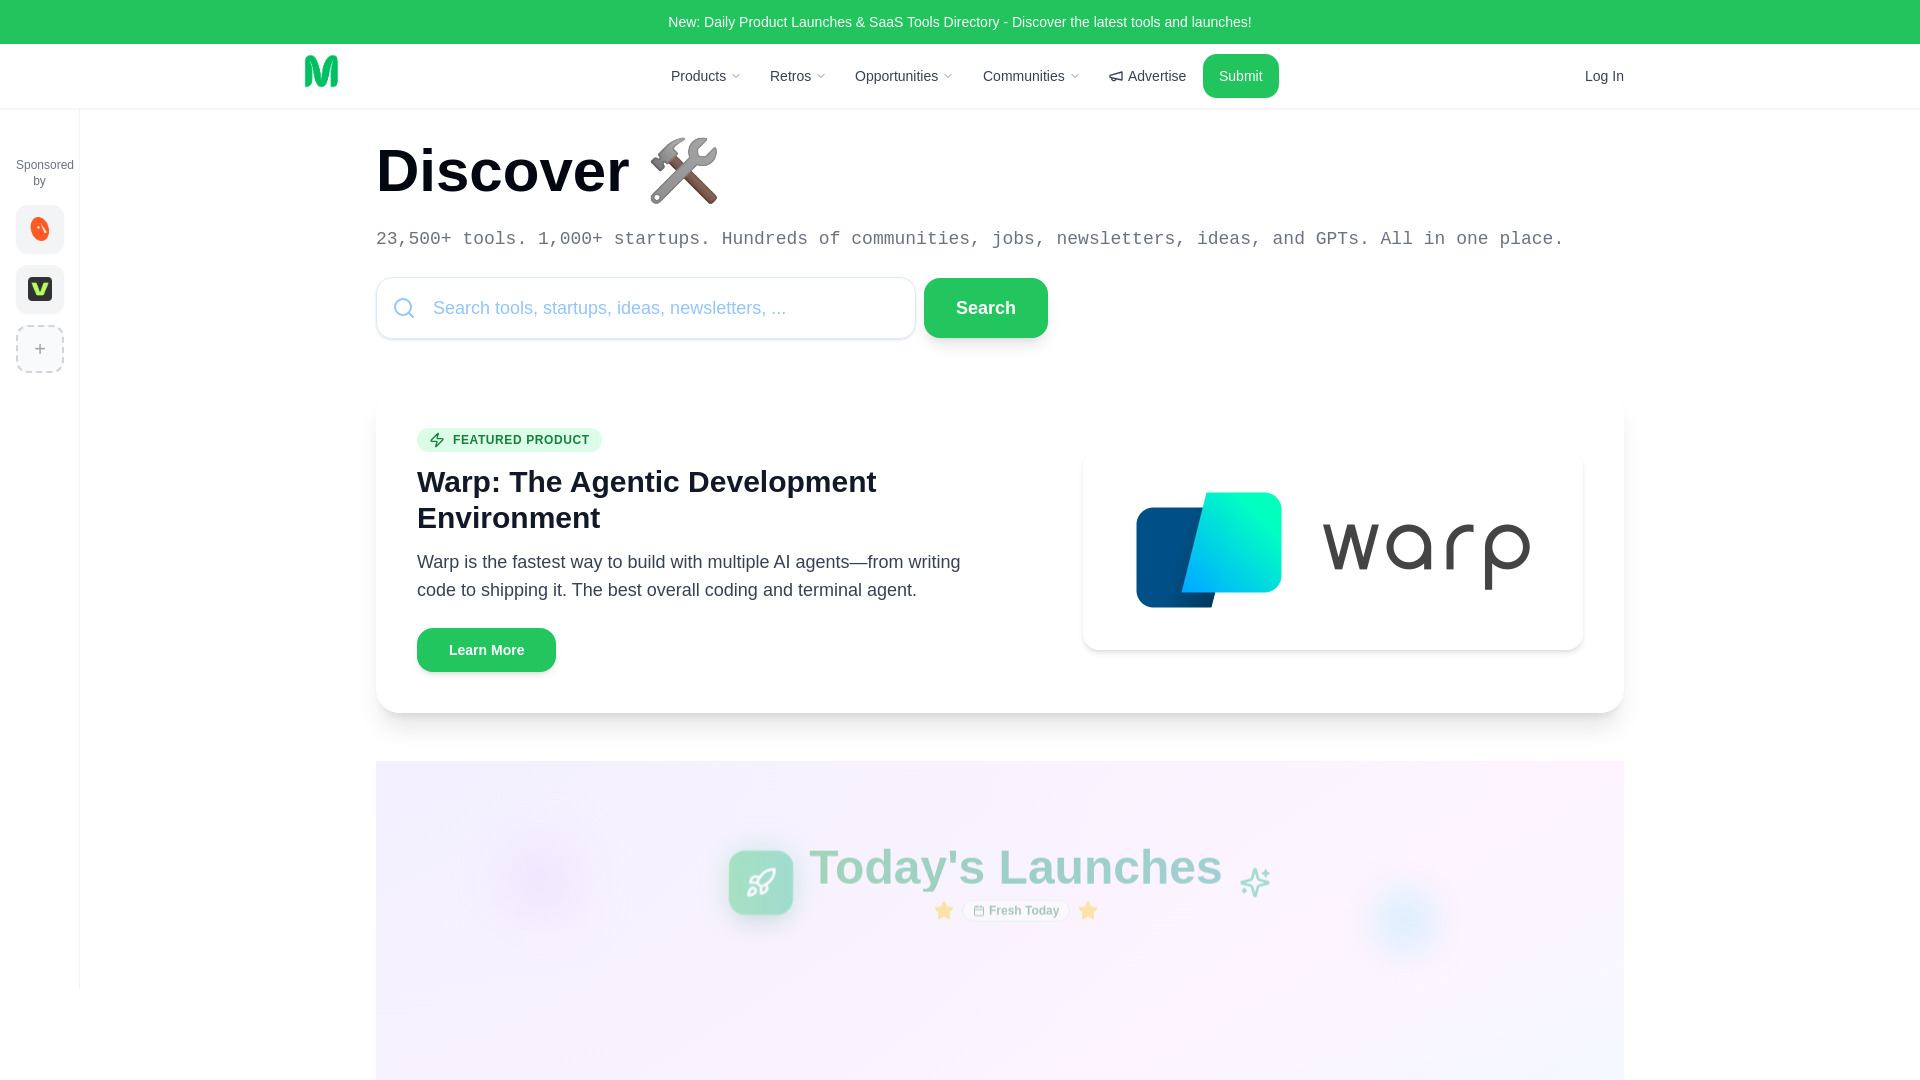 New: Daily Product Launches & SaaS Tools Directory - Discover the latest tools and launches!
Products
Retros
Opportunities
Communities
Advertise
Submit
Log In
Sponsored
by
+
Discover
23,500+ tools. 1,000+ startups. Hundreds of communities, jobs, newsletters, ideas, and GPTs. All in one place.
Search tools, startups, ideas, newsletters, ...
Search
FEATURED PRODUCT
Warp: The Agentic Development
Environment
Warp is the fastest way to build with multiple AI agents—from writing
code to shipping it. The best overall coding and terminal agent.
Learn More
warp
Today's Launches
Fresh Today